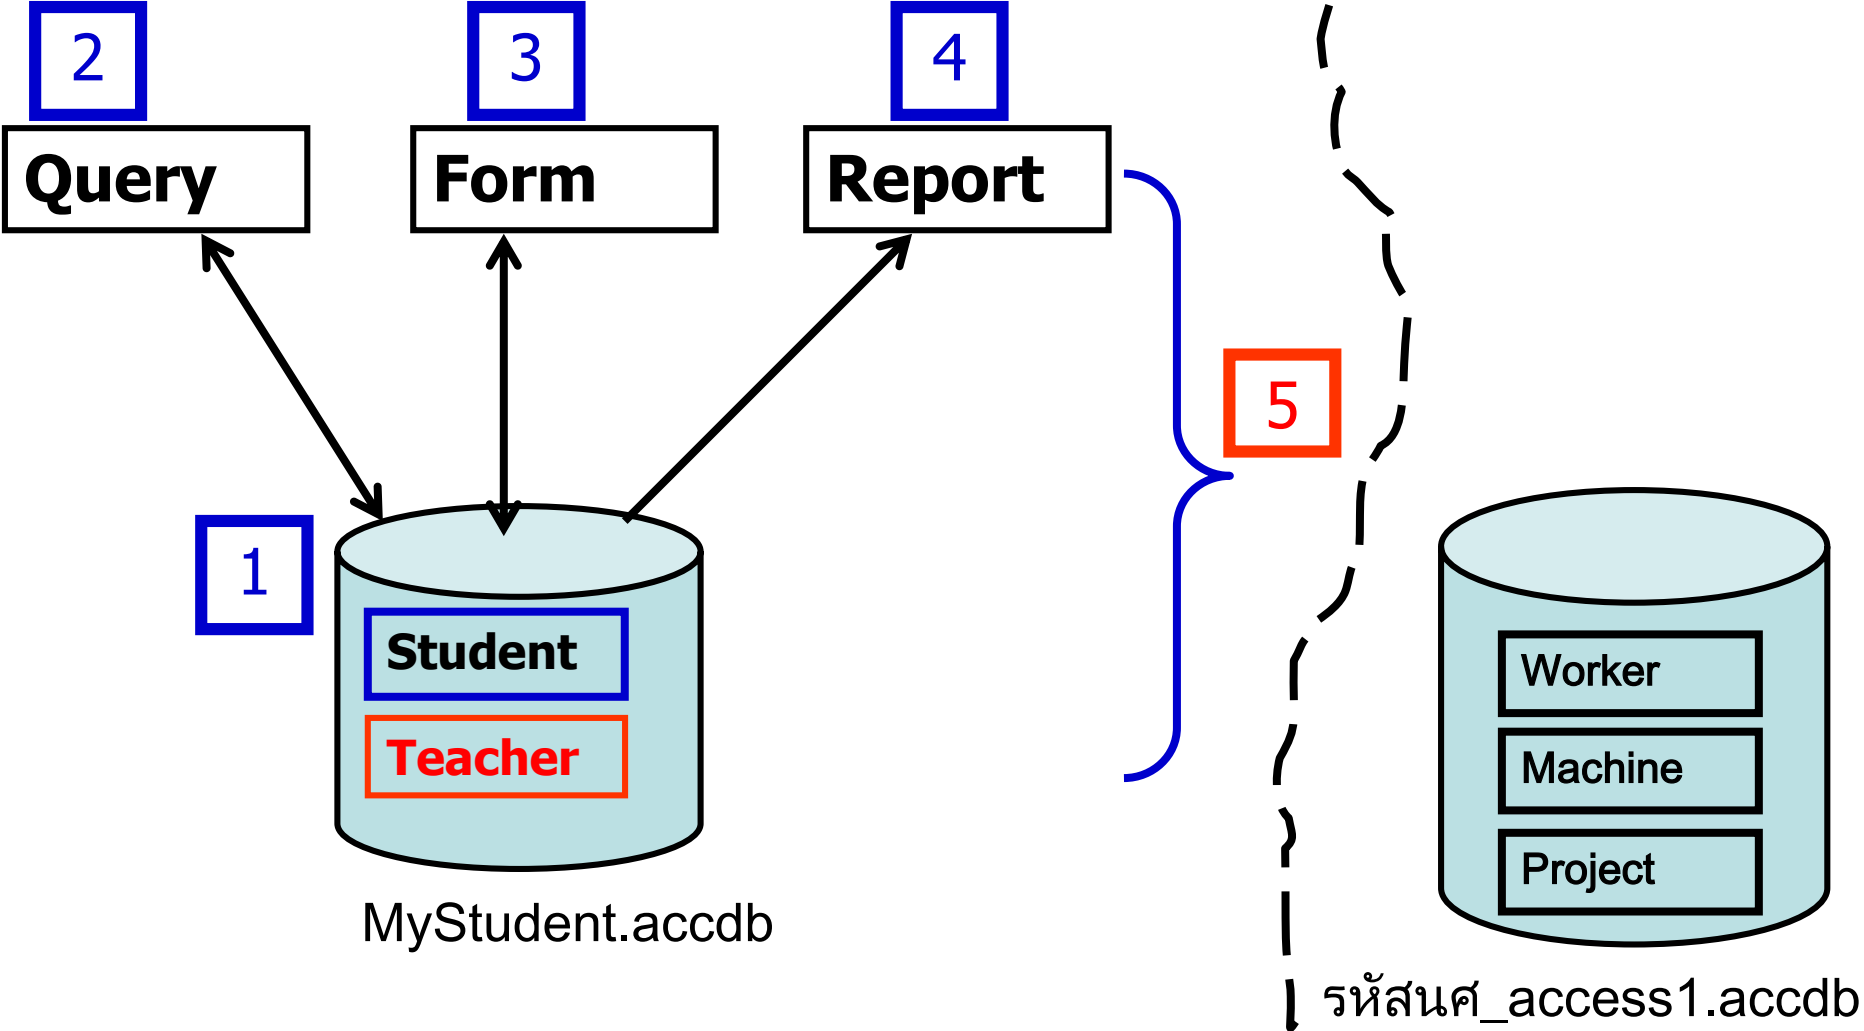 2
3
4
Query
Form
Report
5
1
Student
Teacher
Worker
Machine
Project
MyStudent.accdb
รหัสนศ_access1.accdb